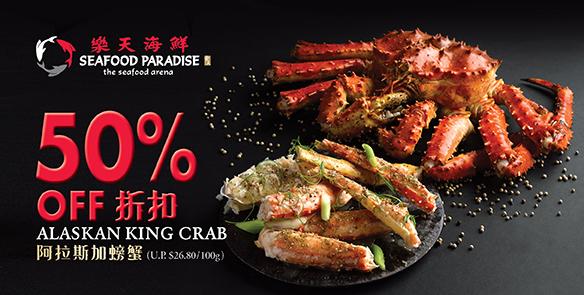 樂天海鮮
SEAFOOD PARADISE
the seafood arena
50%
OFF 折扣
ALASKAN KING CRAB
阿拉斯加螃蟹 (U.P. $26.80/100g)